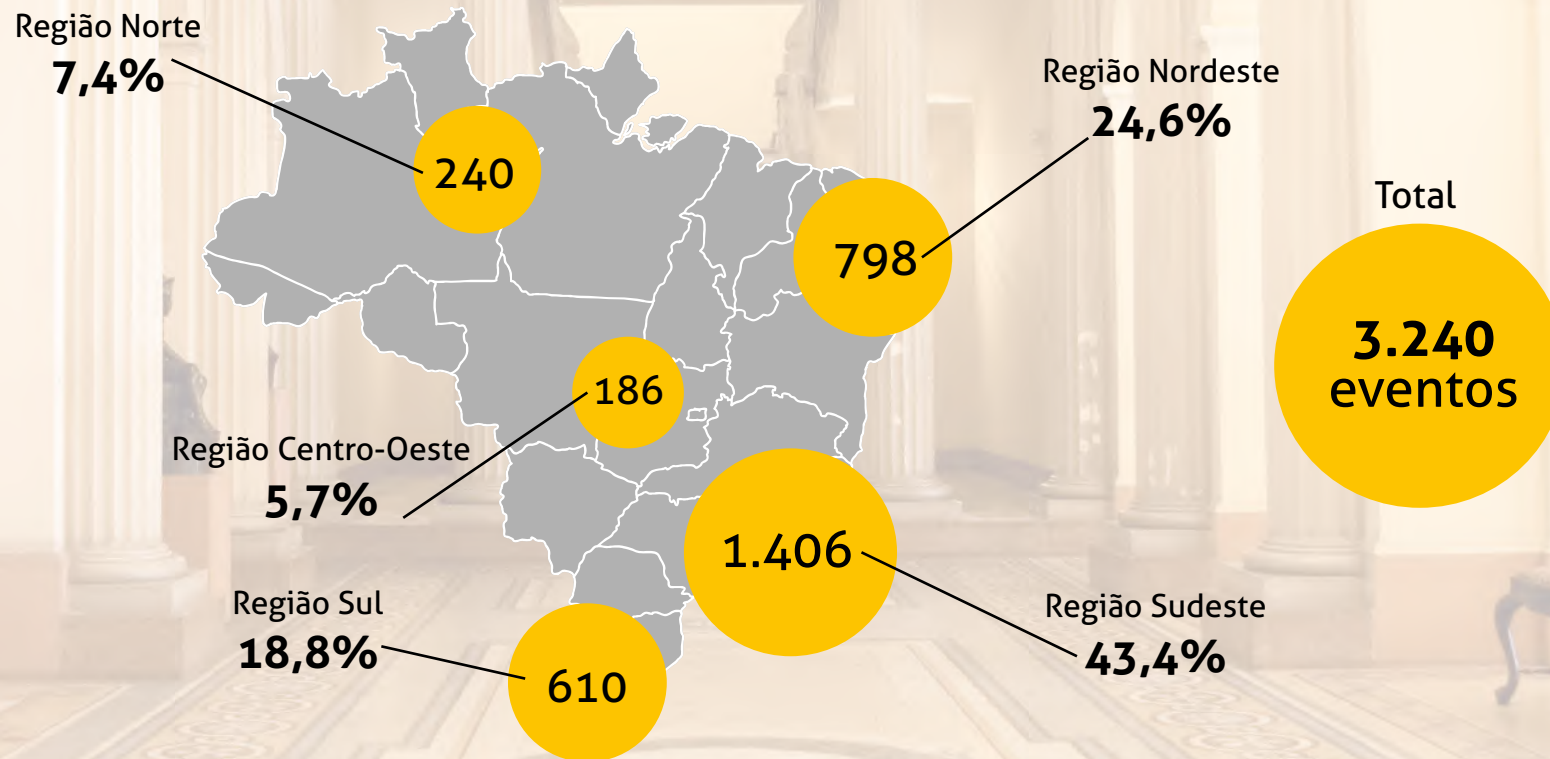 Região Norte
7,4%
240
Região Nordeste
24,6%
798
Total
3.240
eventos
186
Região Centro-Oeste
5,7%
1.406
Região Sul
18,8%
610
Região Sudeste
43,4%